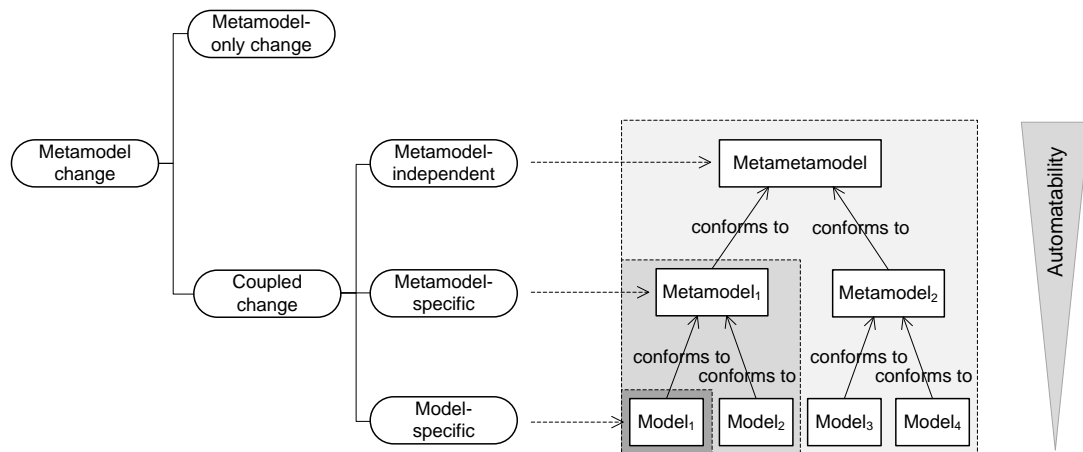 Metamodel-
only change
Metamodel
change
Metamodel-
independent
Metametamodel
conforms to
conforms to
Automatability
Coupled
change
Metamodel-
specific
Metamodel₁
Metamodel₂
conforms to
conforms to
conforms to
conforms to
Model-
specific
Model₁
Model₂
Model₃
Model₄